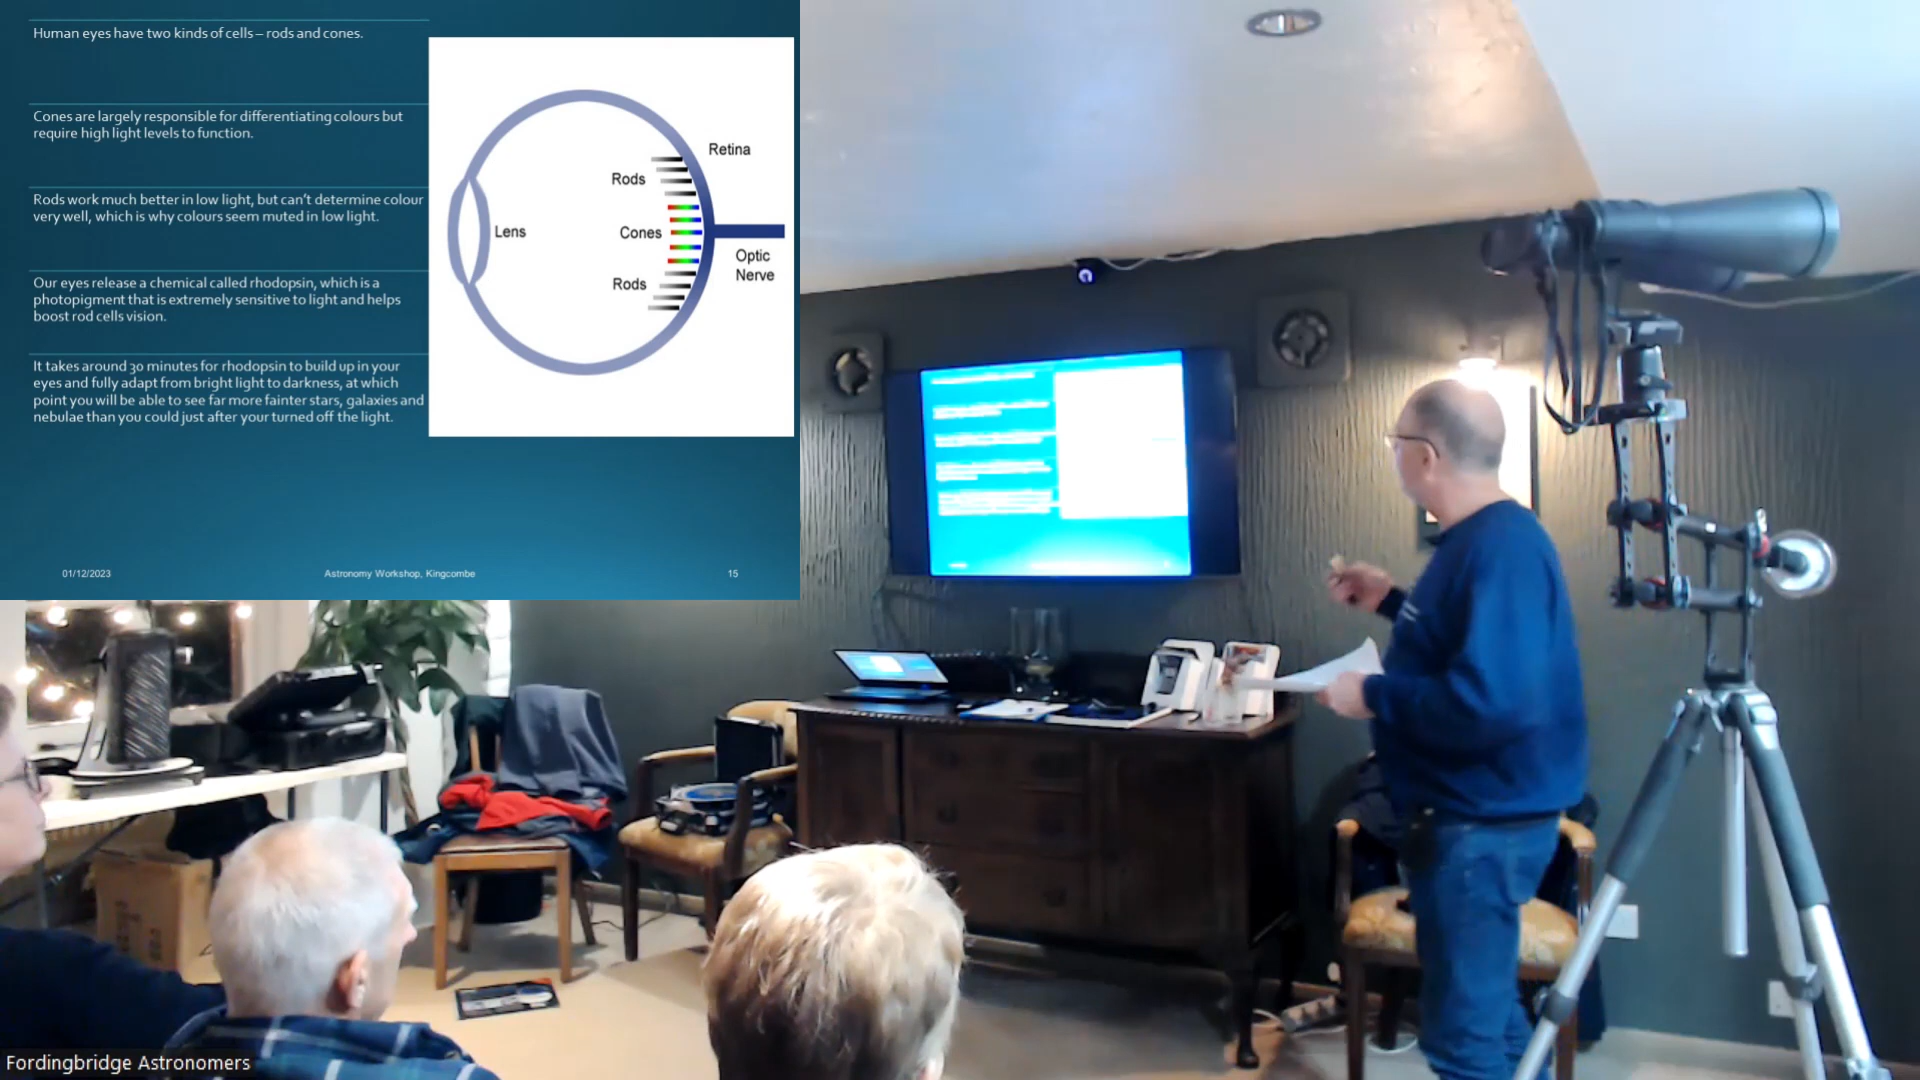 Human eyes have two kinds of cells – rods and cones.
Cones are largely responsible for differentiating colours but
require high light levels to function.
Rods work much better in low light, but can't determine colour
very well, which is why colours seem muted in low light.
Our eyes release a chemical called rhodopsin, which is a
photopigment that is extremely sensitive to light and helps
boost rod cells vision.
It takes around 30 minutes for rhodopsin to build up in your
eyes and fully adapt from bright light to darkness, at which
point you will be able to see far more fainter stars, galaxies and
nebulae than you could just after your turned off the light.
Retina
Rods
Lens
Cones
Optic
Nerve
Rods
01/12/2023
Astronomy Workshop, Kingcombe
15
Fordingbridge Astronomers